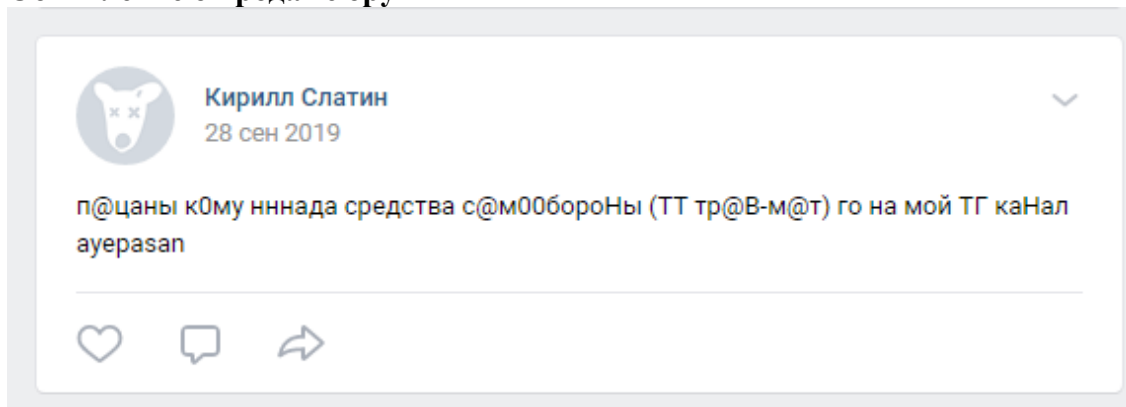 Кирилл Слатин
28 сен 2019
п@цаны к0му нннада средства с@м00бороНы (ТТ тр@В-м@т) го на мой ТГ каНал
ayepasan